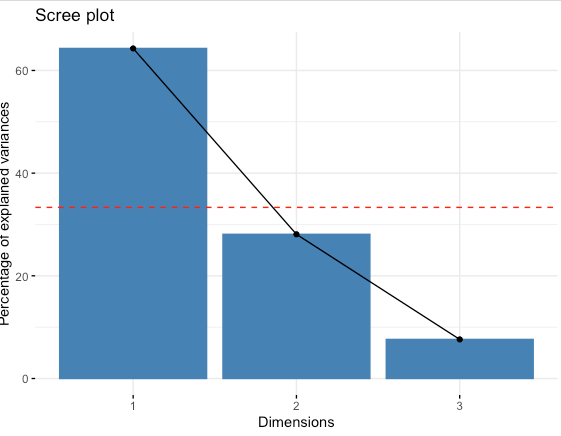 Scree plot
Percentage of explained variances
60
40
20
0
1 2 3
Dimensions